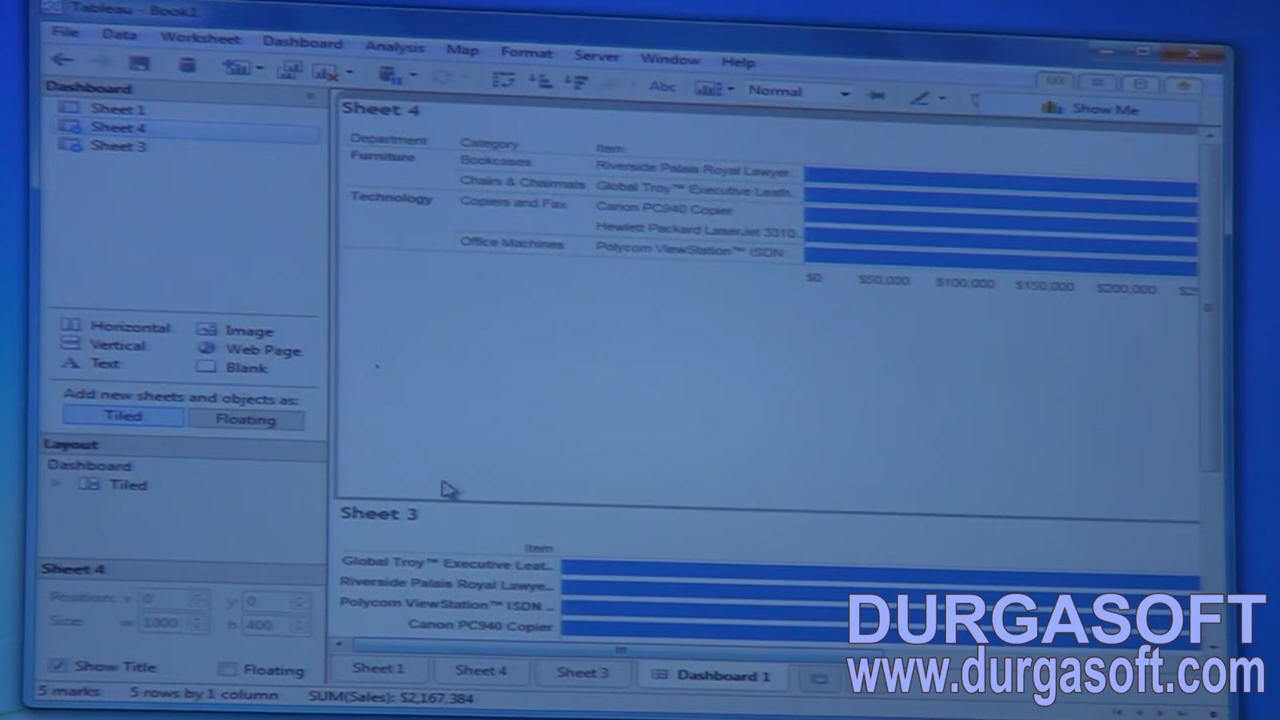 Tableau - Book1
File Data Worksheet Dashboard Analysis Map Format Server Window Help
Abc Normal Show Me
Dashboard
Sheet 1
Sheet 4
Sheet 3
Horizontal Image
Vertical Web Page
Text Blank
Add new sheets and objects as:
Tiled Floating
Layout
Dashboard
Tiled
Sheet 4
Position: x 0 y 0
Size: w 1000 h 400
Show Title Floating
Sheet 4
Department Category Item
Furniture Bookcases Riverside Palais Royal Lawyer
Chairs & Chairmats Global Troy™ Executive Leath
Technology Copiers and Fax Canon PC940 Copier
Hewlett Packard LaserJet 3310
Office Machines Polycom ViewStation™ ISDN
$0 $50,000 $100,000 $150,000 $200,000
Sheet 3
Item
Global Troy™ Executive Leat..
Riverside Palais Royal Lawye..
Polycom ViewStation™ ISDN ..
Canon PC940 Copier
Sheet 1 Sheet 4 Sheet 3 Dashboard 1
5 marks 5 rows by 1 column SUM(Sales): $2,167,384
DURGASOFT
www.durgasoft.com